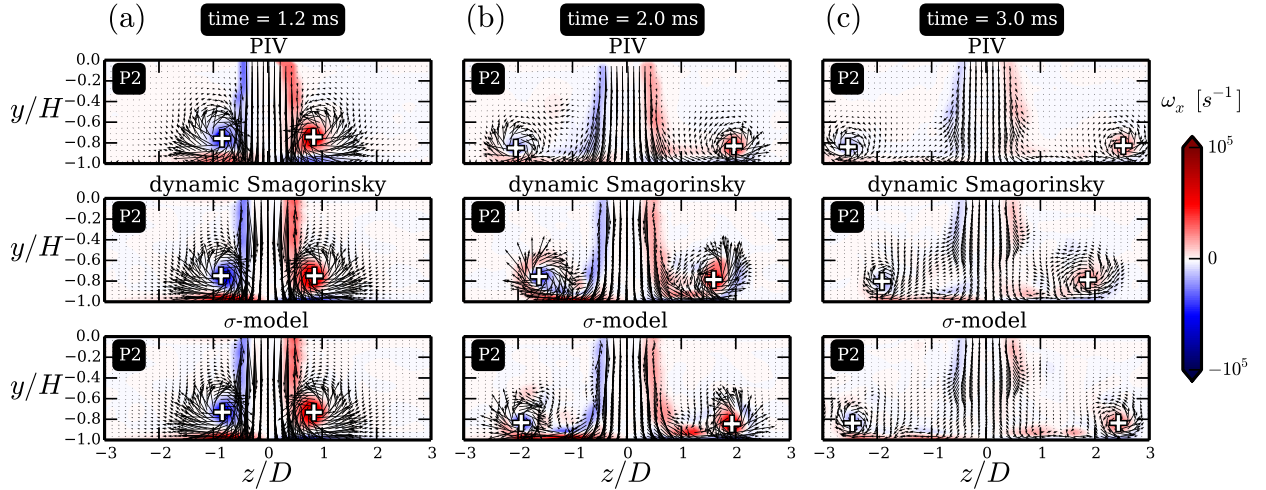 (a) time = 1.2 ms (b) time = 2.0 ms (c) time = 3.0 ms
PIV PIV PIV
0.0 P2 P2 P2
−0.2
−0.4
y/H
−0.6
−0.8
−1.0
ω_x [s⁻¹]
10⁵
0
−10⁵
dynamic Smagorinsky dynamic Smagorinsky dynamic Smagorinsky
0.0 P2 P2 P2
−0.2
−0.4
y/H
−0.6
−0.8
−1.0
σ-model σ-model σ-model
0.0 P2 P2 P2
−0.2
−0.4
y/H
−0.6
−0.8
−1.0
−3 −2 −1 0 1 2 3 −3 −2 −1 0 1 2 3 −3 −2 −1 0 1 2 3
z/D z/D z/D